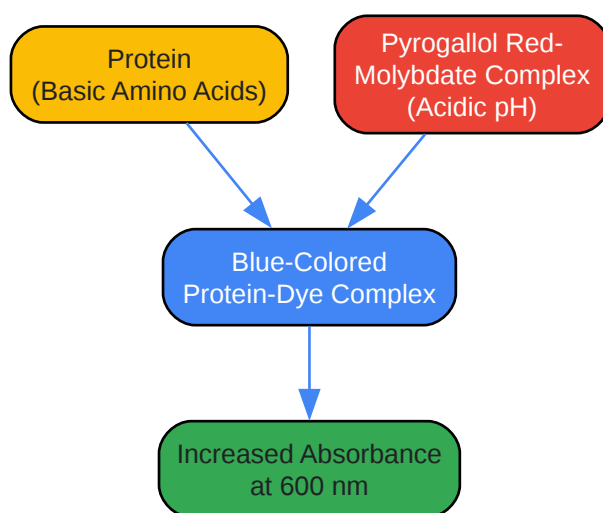 Protein
(Basic Amino Acids)
Pyrogallol Red-
Molybdate Complex
(Acidic pH)
Blue-Colored
Protein-Dye Complex
Increased Absorbance
at 600 nm